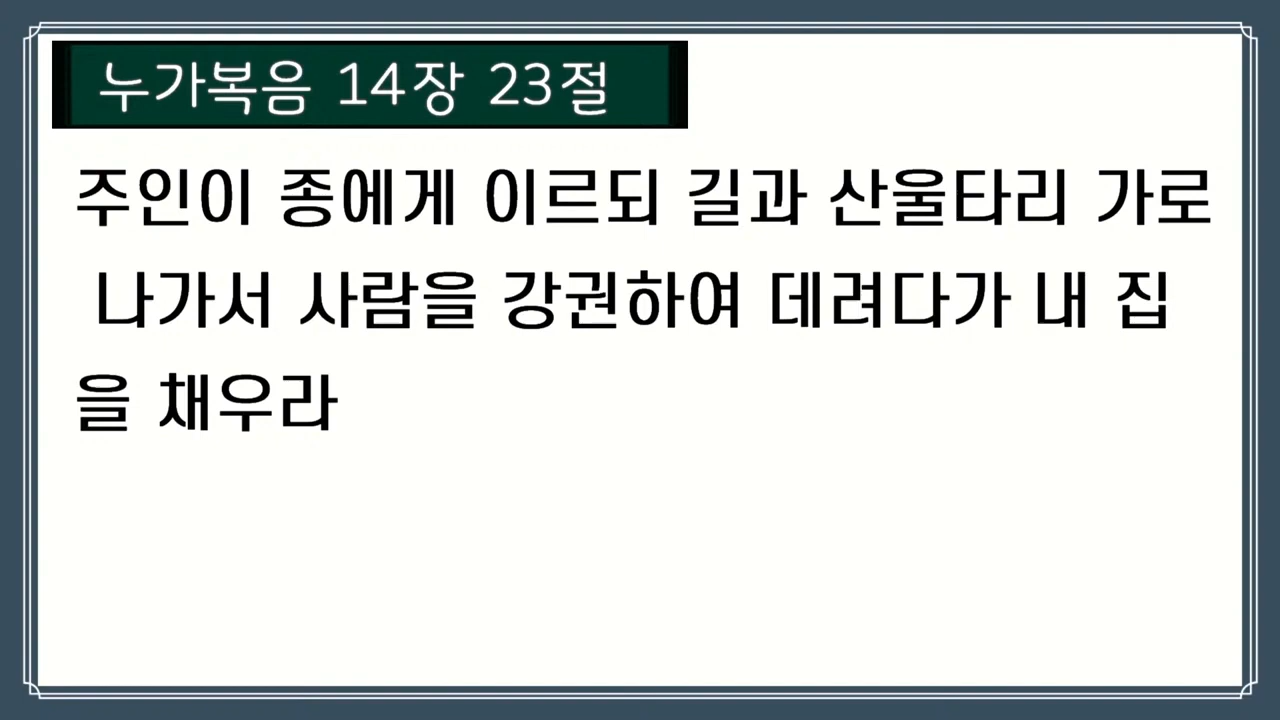 누가복음 14장 23절
주인이 종에게 이르되 길과 산울타리 가로
나가서 사람을 강권하여 데려다가 내 집
을 채우라